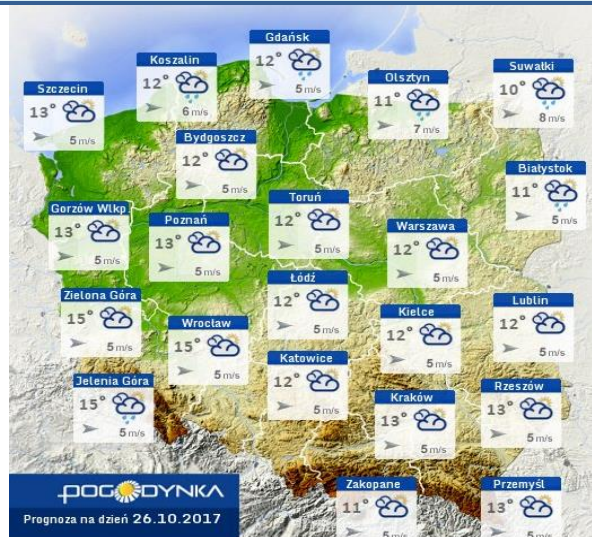 Gdańsk
12°
5 m/s
Koszalin
12°
6 m/s
Suwałki
10°
8 m/s
Olsztyn
11°
7 m/s
Szczecin
13°
5 m/s
Bydgoszcz
12°
5 m/s
Białystok
11°
5 m/s
Toruń
12°
5 m/s
Gorzów Wlkp
13°
5 m/s
Poznań
13°
5 m/s
Warszawa
12°
5 m/s
Łódź
12°
5 m/s
Zielona Góra
15°
5 m/s
Lublin
12°
5 m/s
Kielce
12°
5 m/s
Wrocław
15°
5 m/s
Katowice
12°
5 m/s
Jelenia Góra
15°
5 m/s
Rzeszów
13°
5 m/s
Kraków
13°
5 m/s
Zakopane
11°
5 m/s
Przemyśl
13°
5 m/s
POGODYNKA
Prognoza na dzień 26.10.2017